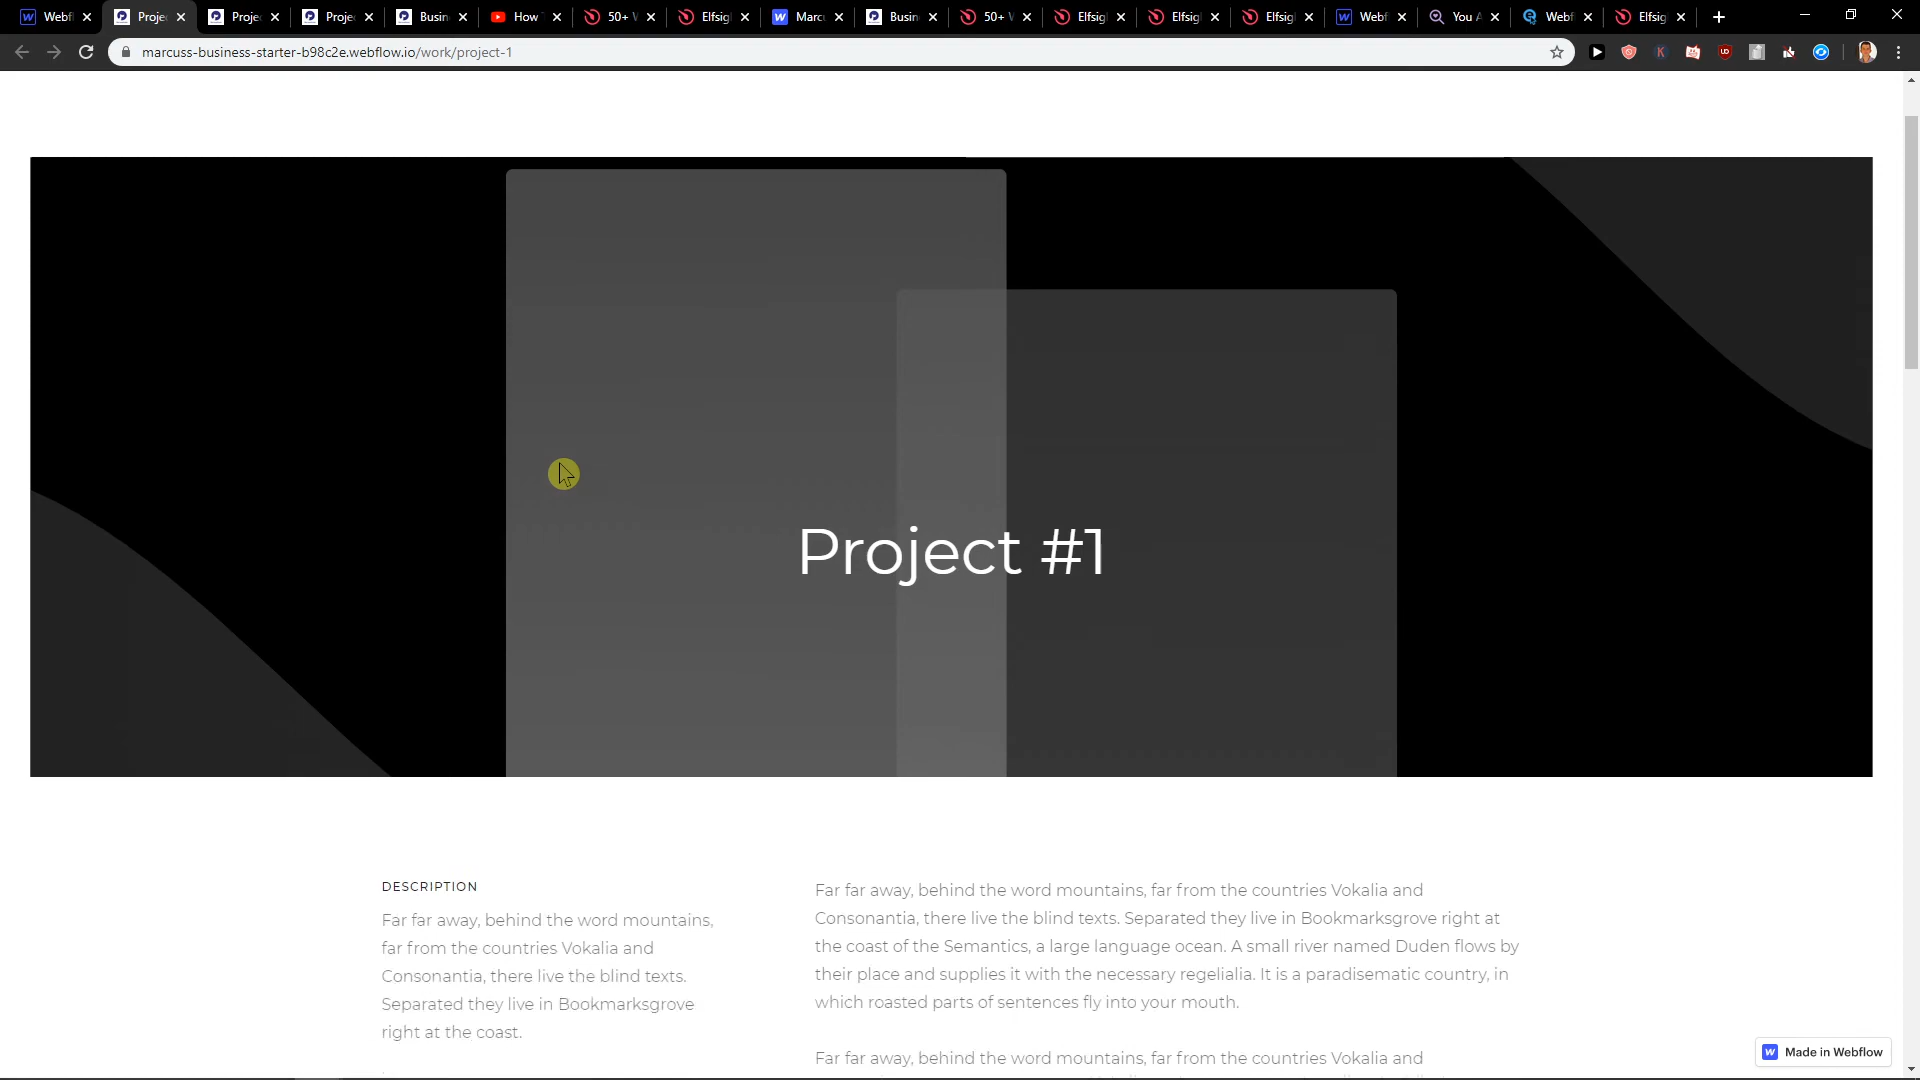 Webfl
Proje
Proje
Proje
Busin
How
50+ V
Elfsig
Marcu
Busin
50+ V
Elfsig
Elfsig
Elfsig
Webf
You A
Webf
Elfsig
marcuss-business-starter-b98c2e.webflow.io/work/project-1
Project #1
DESCRIPTION
Far far away, behind the word mountains,
far from the countries Vokalia and
Consonantia, there live the blind texts.
Separated they live in Bookmarksgrove
right at the coast.
Far far away, behind the word mountains, far from the countries Vokalia and
Consonantia, there live the blind texts. Separated they live in Bookmarksgrove right at
the coast of the Semantics, a large language ocean. A small river named Duden flows by
their place and supplies it with the necessary regelialia. It is a paradisematic country, in
which roasted parts of sentences fly into your mouth.
Far far away, behind the word mountains, far from the countries Vokalia and
Made in Webflow